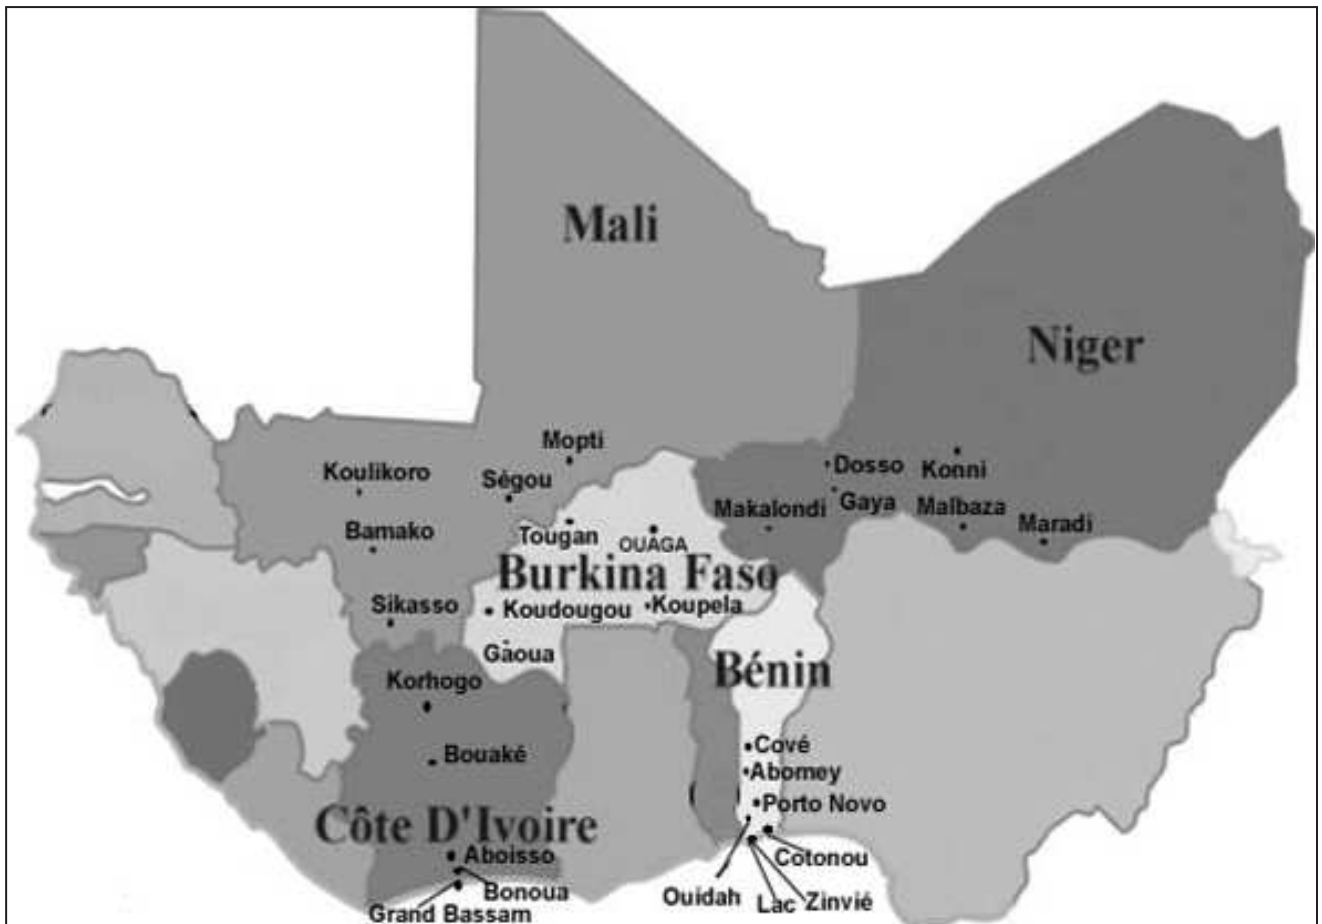 Mali
Niger
Mopti
Koulikoro
Ségou
Dosso
Konni
Gaya
Makalondi
Malbaza
Maradi
Bamako
Tougan
OUAGA
Burkina Faso
Sikasso
Koudougou
Koupela
Gaoua
Bénin
Korhogo
Cové
Bouaké
Abomey
Porto Novo
Côte D'Ivoire
Aboisso
Cotonou
Bonoua
Ouidah
Lac
Zinvié
Grand Bassam